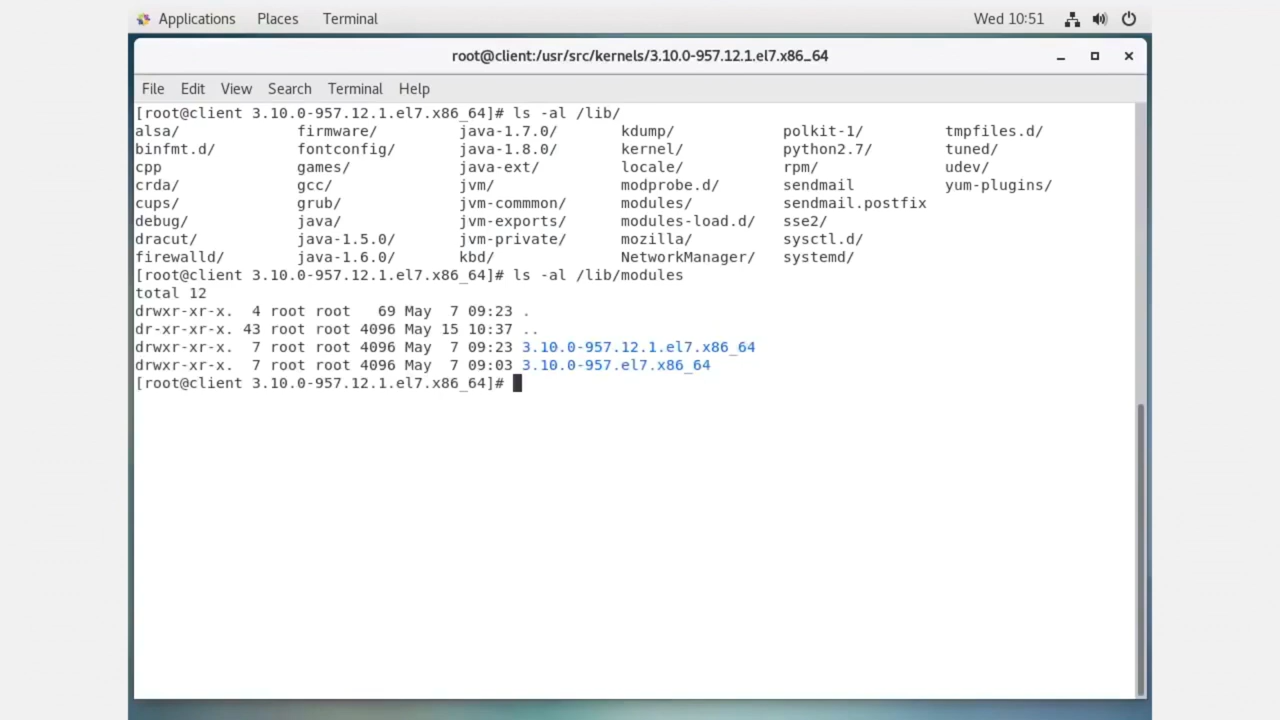 Applications Places Terminal Wed 10:51
root@client:/usr/src/kernels/3.10.0-957.12.1.el7.x86_64
File Edit View Search Terminal Help
[root@client 3.10.0-957.12.1.el7.x86_64]# ls -al /lib/
alsa/ firmware/ java-1.7.0/ kdump/ polkit-1/ tmpfiles.d/
binfmt.d/ fontconfig/ java-1.8.0/ kernel/ python2.7/ tuned/
cpp games/ java-ext/ locale/ rpm/ udev/
crda/ gcc/ jvm/ modprobe.d/ sendmail yum-plugins/
cups/ grub/ jvm-commmon/ modules/ sendmail.postfix
debug/ java/ jvm-exports/ modules-load.d/ sse2/
dracut/ java-1.5.0/ jvm-private/ mozilla/ sysctl.d/
firewalld/ java-1.6.0/ kbd/ NetworkManager/ systemd/
[root@client 3.10.0-957.12.1.el7.x86_64]# ls -al /lib/modules
total 12
drwxr-xr-x. 4 root root 69 May 7 09:23 .
dr-xr-xr-x. 43 root root 4096 May 15 10:37 ..
drwxr-xr-x. 7 root root 4096 May 7 09:23 3.10.0-957.12.1.el7.x86_64
drwxr-xr-x. 7 root root 4096 May 7 09:03 3.10.0-957.el7.x86_64
[root@client 3.10.0-957.12.1.el7.x86_64]#